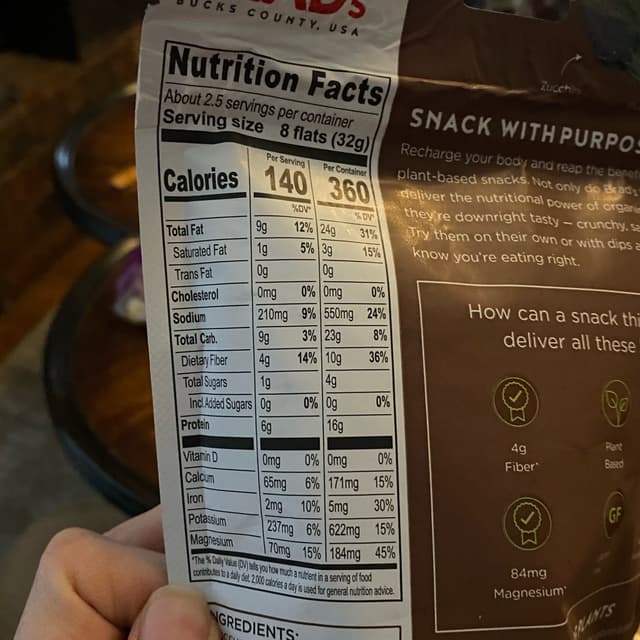 BUCKS COUNTY, USA
Nutrition Facts
About 2.5 servings per container
Serving size 8 flats (32g)
Per Serving Per Container
Calories 140 360
%DV* %DV*
Total Fat 9g 12% 24g 31%
Saturated Fat 1g 5% 3g 15%
Trans Fat 0g 0g
Cholesterol 0mg 0% 0mg 0%
Sodium 210mg 9% 550mg 24%
Total Carb. 9g 3% 23g 8%
Dietary Fiber 4g 14% 10g 36%
Total Sugars 1g 4g
Incl. Added Sugars 0g 0% 0g 0%
Protein 6g 16g
Vitamin D 0mg 0% 0mg 0%
Calcium 65mg 6% 171mg 15%
Iron 2mg 10% 5mg 30%
Potassium 237mg 6% 622mg 15%
Magnesium 70mg 15% 184mg 45%
*The % Daily Value (DV) tells you how much a nutrient in a serving of food
contributes to a daily diet. 2,000 calories a day is used for general nutrition advice.
INGREDIENTS:
Zucchini
SNACK WITH PURPOS
Recharge your body and reap the benef
plant-based snacks. Not only do Brad
deliver the nutritional power of organ
they're downright tasty – crunchy, sa
Try them on their own or with dips a
know you're eating right.
How can a snack thi
deliver all these
4g
Fiber*
Plant
Based
GF
84mg
Magnesium*
PLANTS